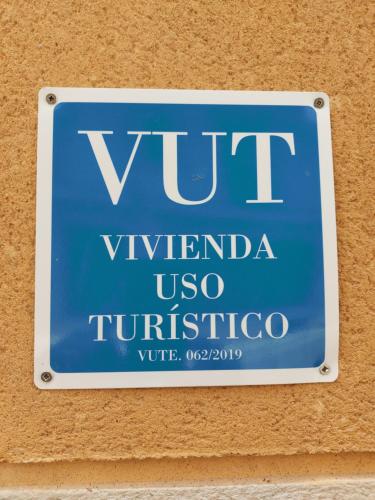 VUT
VIVIENDA
USO
TURÍSTICO
VUTE. 062/2019